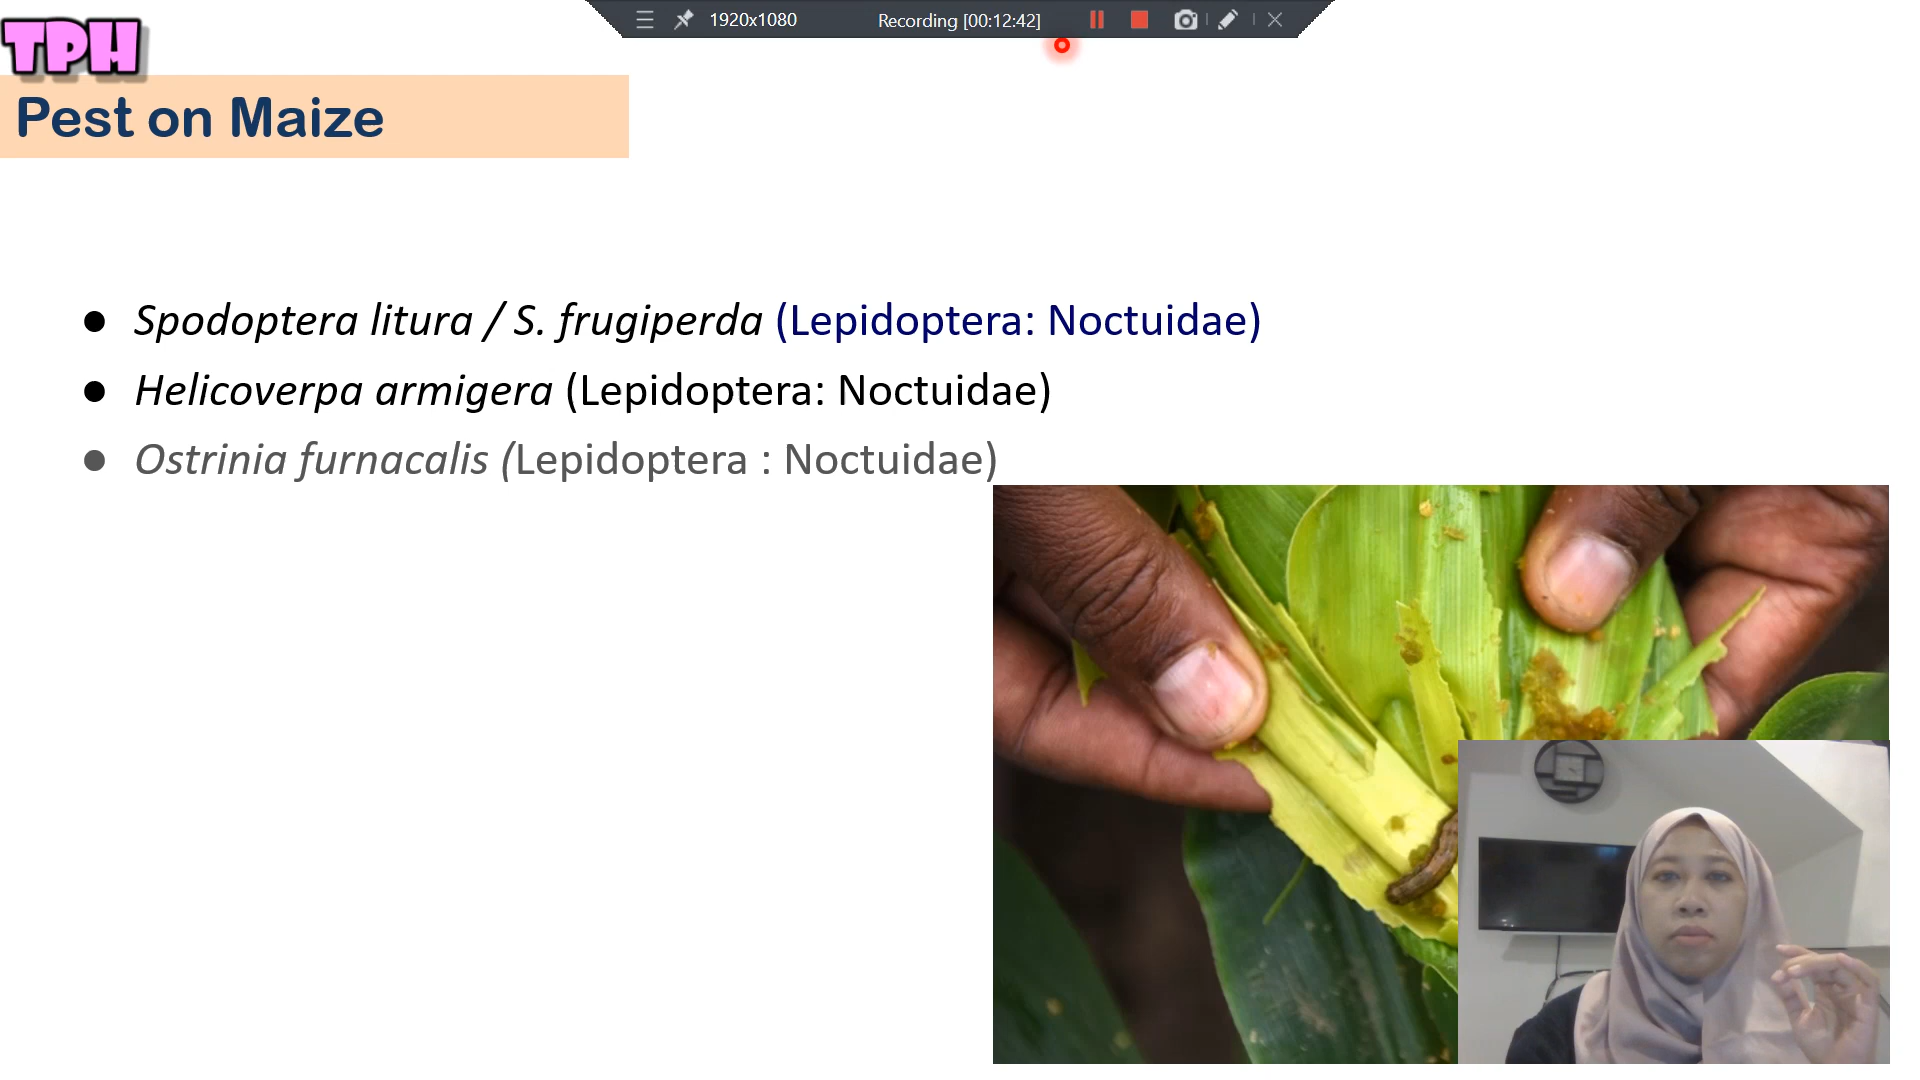 1920x1080 Recording [00:12:42]
TPH
Pest on Maize
● Spodoptera litura / S. frugiperda (Lepidoptera: Noctuidae)
● Helicoverpa armigera (Lepidoptera: Noctuidae)
● Ostrinia furnacalis (Lepidoptera : Noctuidae)